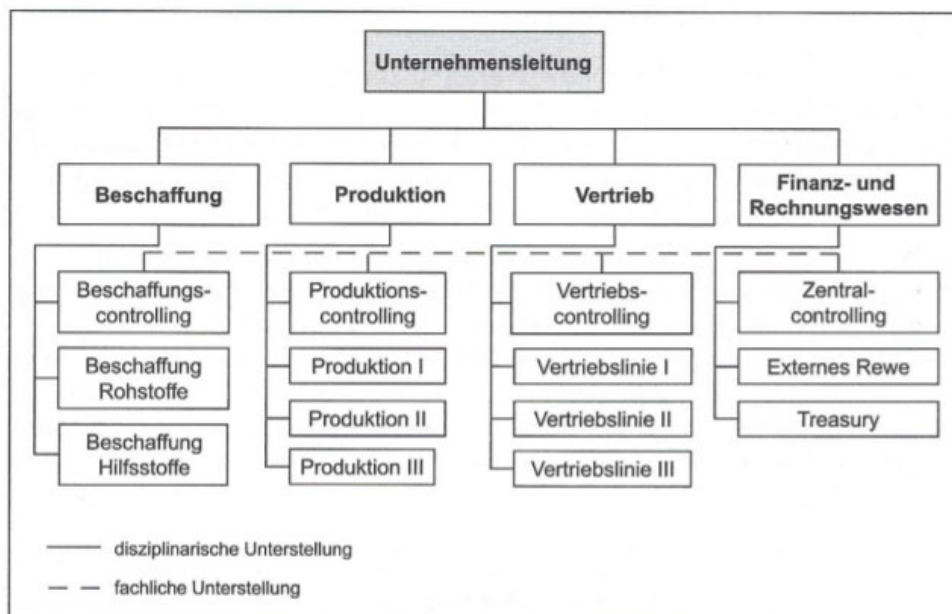 Unternehmensleitung
Beschaffung
Produktion
Vertrieb
Finanz- und
Rechnungswesen
Beschaffungs-
controlling
Produktions-
controlling
Vertriebs-
controlling
Zentral-
controlling
Beschaffung
Rohstoffe
Produktion I
Vertriebslinie I
Externes Rewe
Beschaffung
Hilfsstoffe
Produktion II
Vertriebslinie II
Treasury
Produktion III
Vertriebslinie III
disziplinarische Unterstellung
fachliche Unterstellung